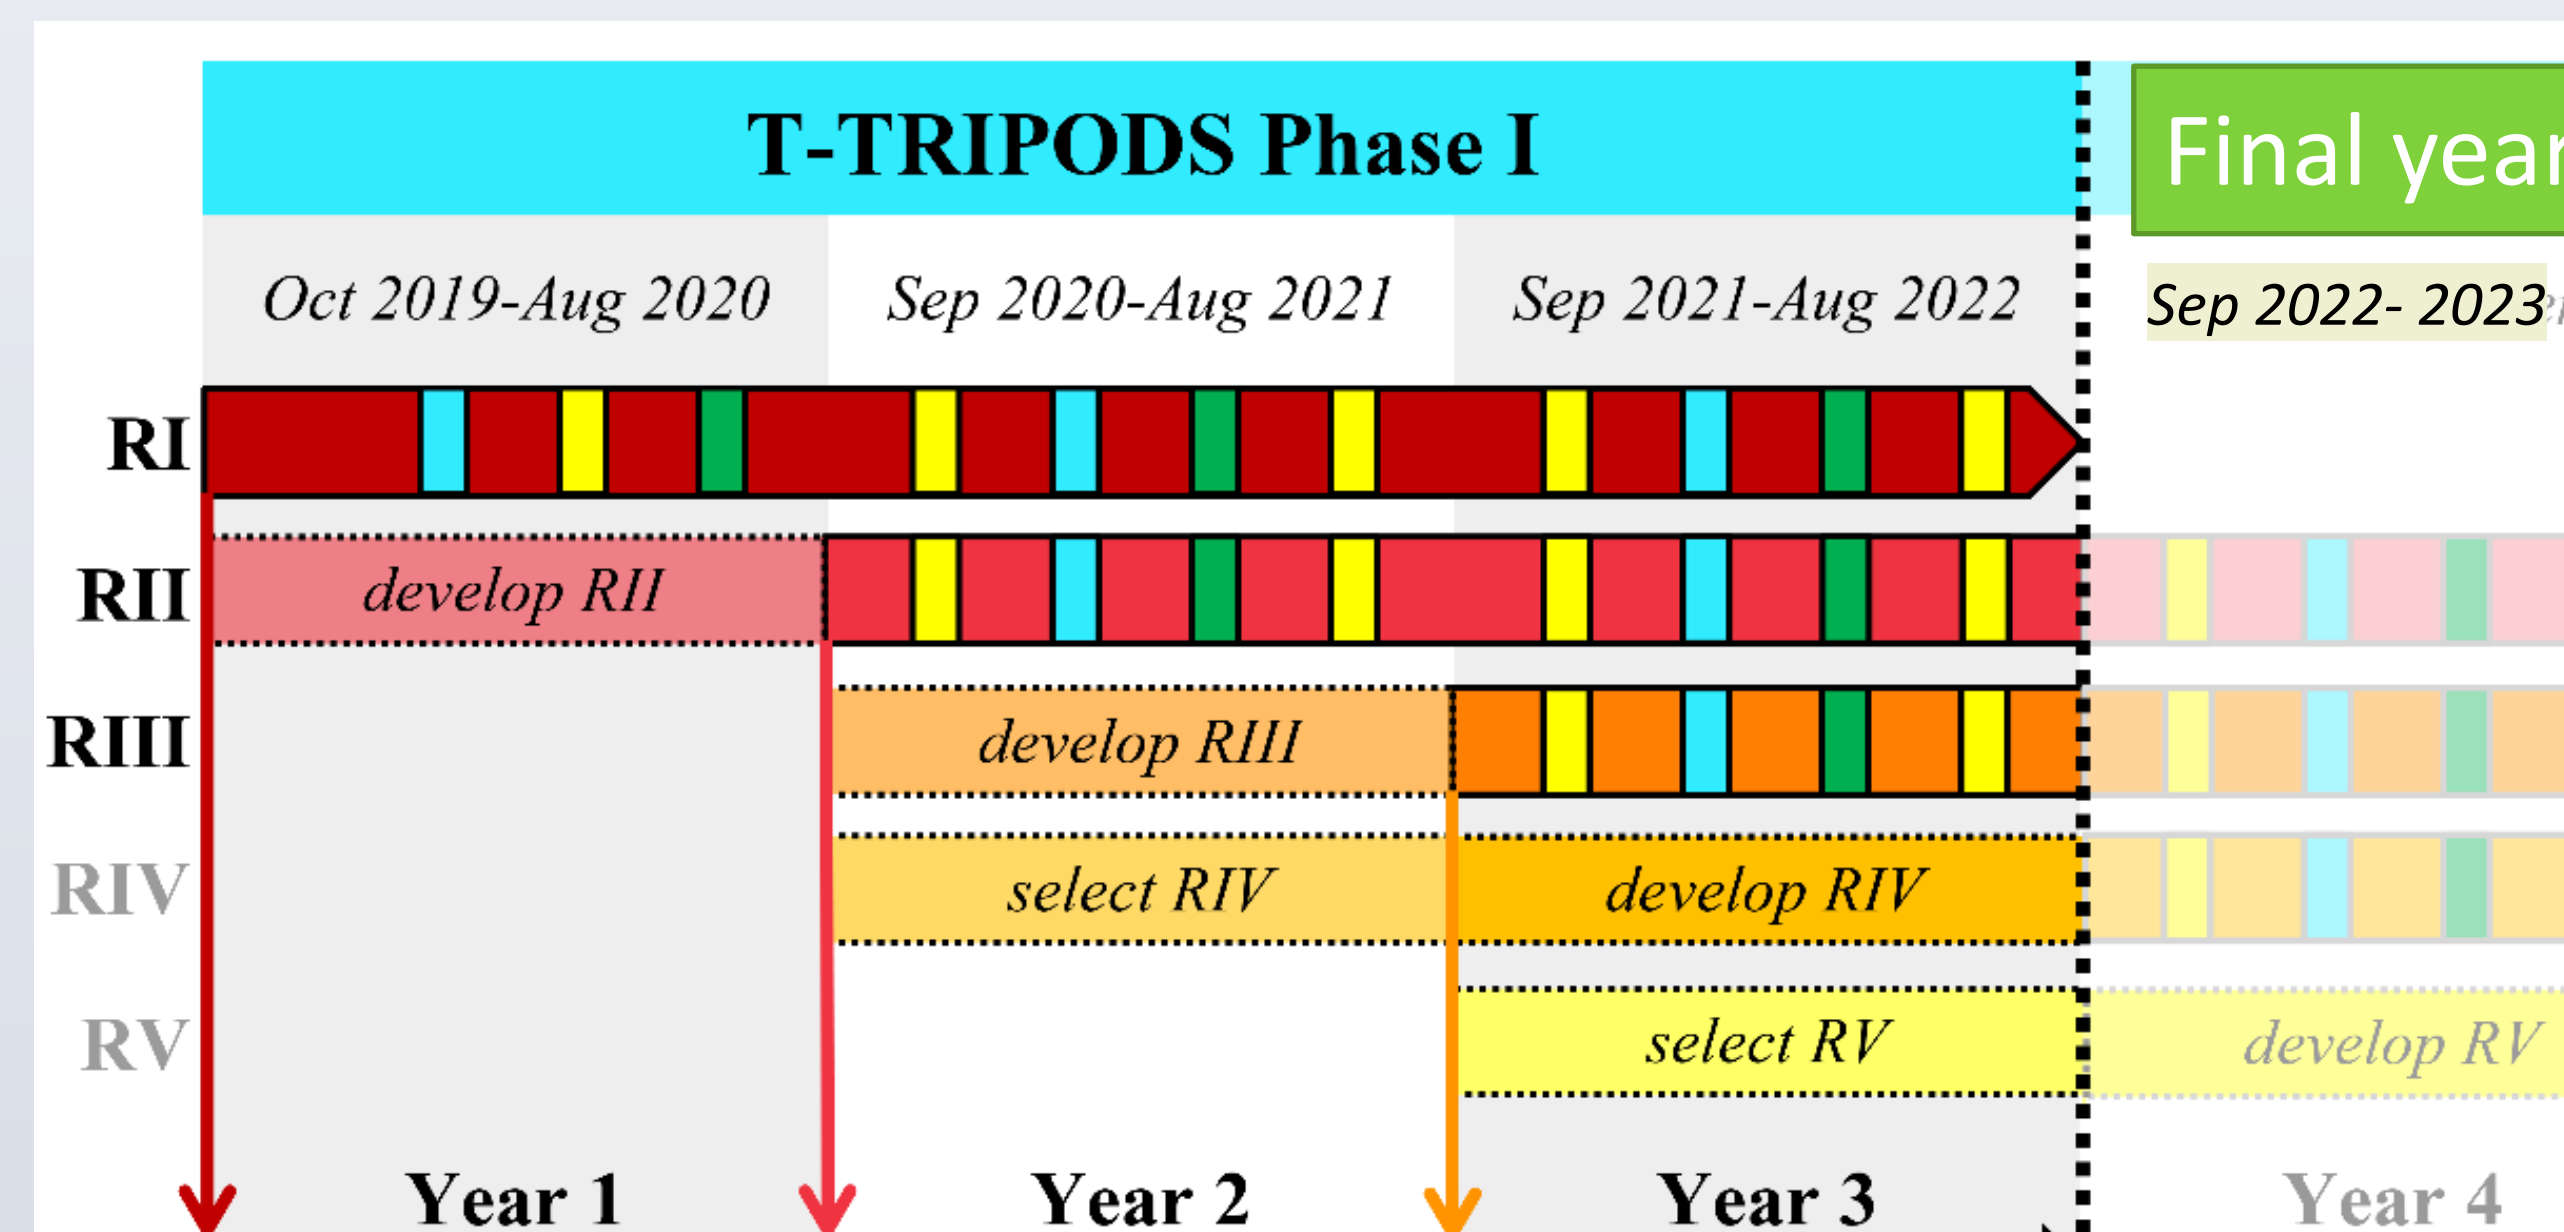 T-TRIPODS Phase I
Final year
Oct 2019-Aug 2020
Sep 2020-Aug 2021
Sep 2021-Aug 2022
Sep 2022- 2023
RI
RII
develop RII
RIII
develop RIII
RIV
select RIV
develop RIV
RV
select RV
develop RV
Year 1
Year 2
Year 3
Year 4